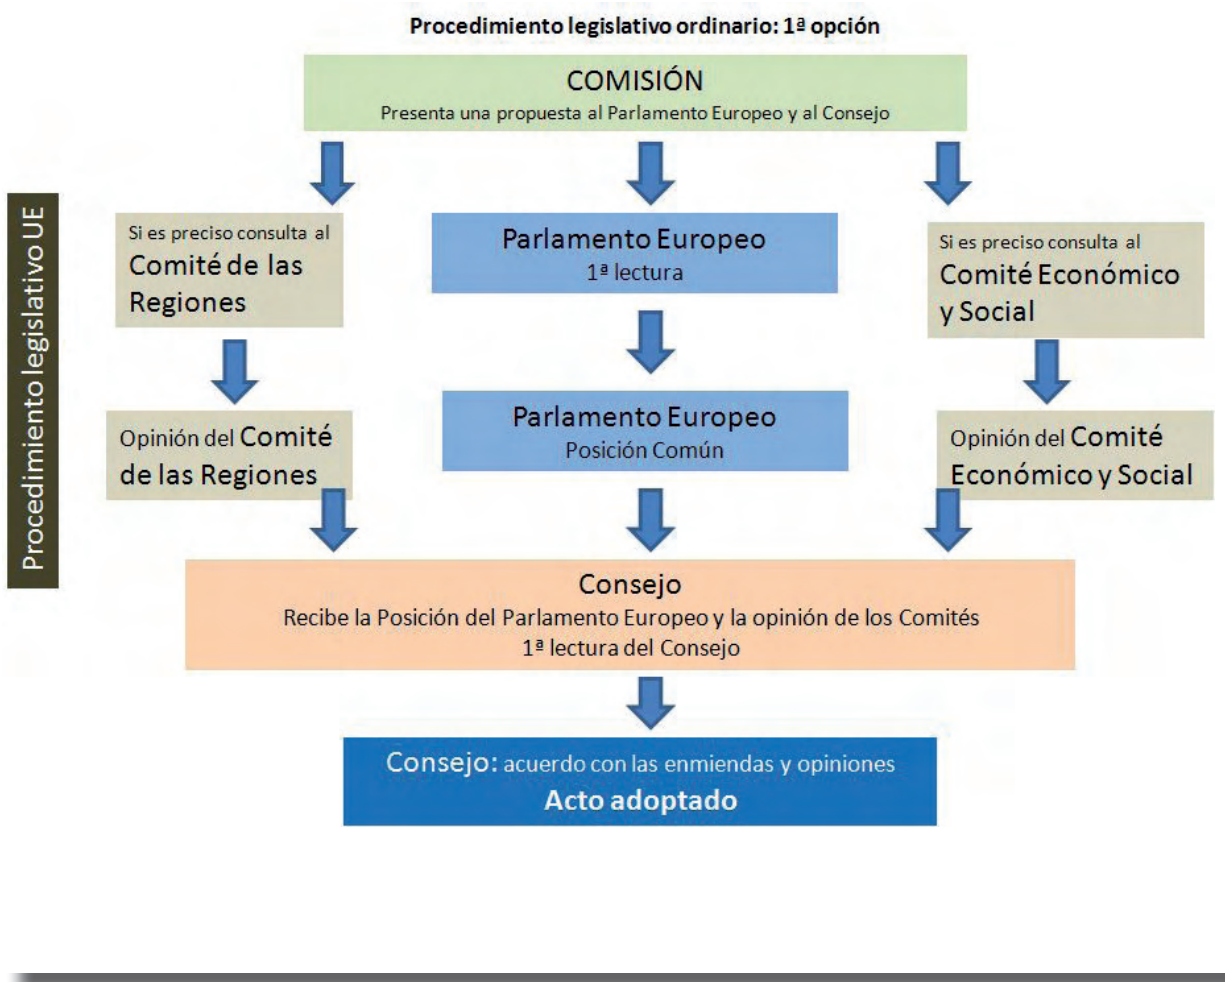 Procedimiento legislativo ordinario: 1ª opción
COMISIÓN
Presenta una propuesta al Parlamento Europeo y al Consejo
Procedimiento legislativo UE
Si es preciso consulta al
Comité de las
Regiones
Parlamento Europeo
1ª lectura
Si es preciso consulta al
Comité Económico
y Social
Opinión del Comité
de las Regiones
Parlamento Europeo
Posición Común
Opinión del Comité
Económico y Social
Consejo
Recibe la Posición del Parlamento Europeo y la opinión de los Comités
1ª lectura del Consejo
Consejo: acuerdo con las enmiendas y opiniones
Acto adoptado